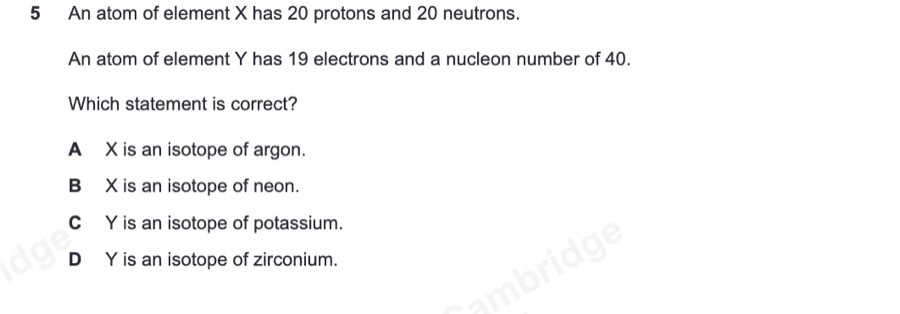 5 An atom of element X has 20 protons and 20 neutrons.
An atom of element Y has 19 electrons and a nucleon number of 40.
Which statement is correct?
A X is an isotope of argon.
B X is an isotope of neon.
C Y is an isotope of potassium.
D Y is an isotope of zirconium.
idge
ambridge